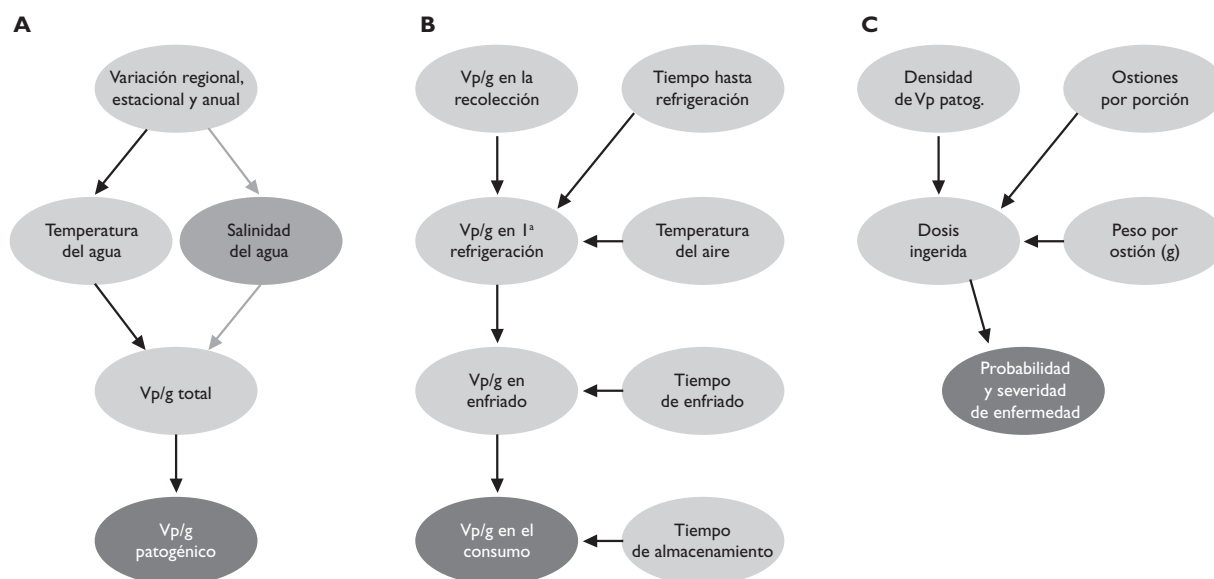 A
Variación regional,
estacional y anual
Temperatura
del agua
Salinidad
del agua
Vp/g total
Vp/g
patogénico
B
Vp/g en la
recolección
Tiempo hasta
refrigeración
Vp/g en 1ª
refrigeración
Temperatura
del aire
Vp/g en
enfriado
Tiempo
de enfriado
Vp/g en el
consumo
Tiempo
de almacenamiento
C
Densidad
de Vp patog.
Ostiones
por porción
Dosis
ingerida
Peso por
ostión (g)
Probabilidad
y severidad
de enfermedad